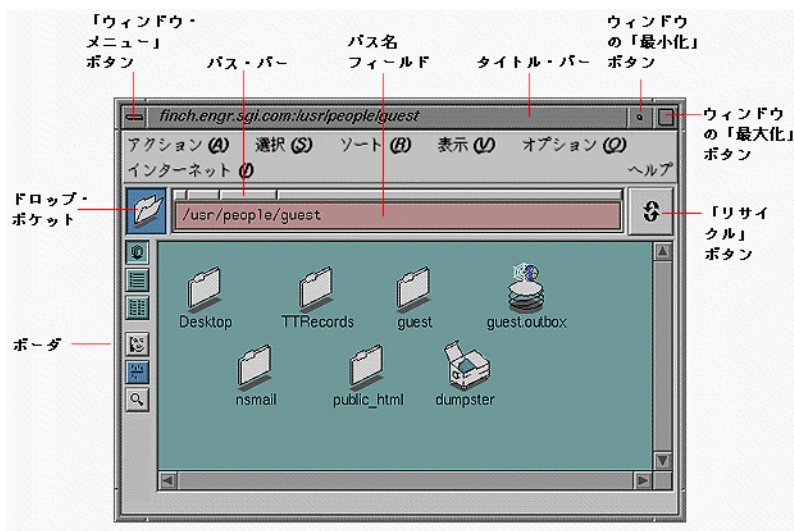 「ウィンドウ・
メニュー」
ボタン
パス・バー
パス名
フィールド
タイトル・バー
ウィンドウ
の「最小化」
ボタン
ウィンドウ
の「最大化」
ボタン
finch.engr.sgi.com:/usr/people/guest
アクション (A) 選択 (S) ソート (R) 表示 (V) オプション (O)
インターネット (I) ヘルプ
ドロップ・
ポケット
/usr/people/guest
「リサイ
クル」
ボタン
Desktop TTRecords guest guest.outbox
ボーダ
nsmail public_html dumpster